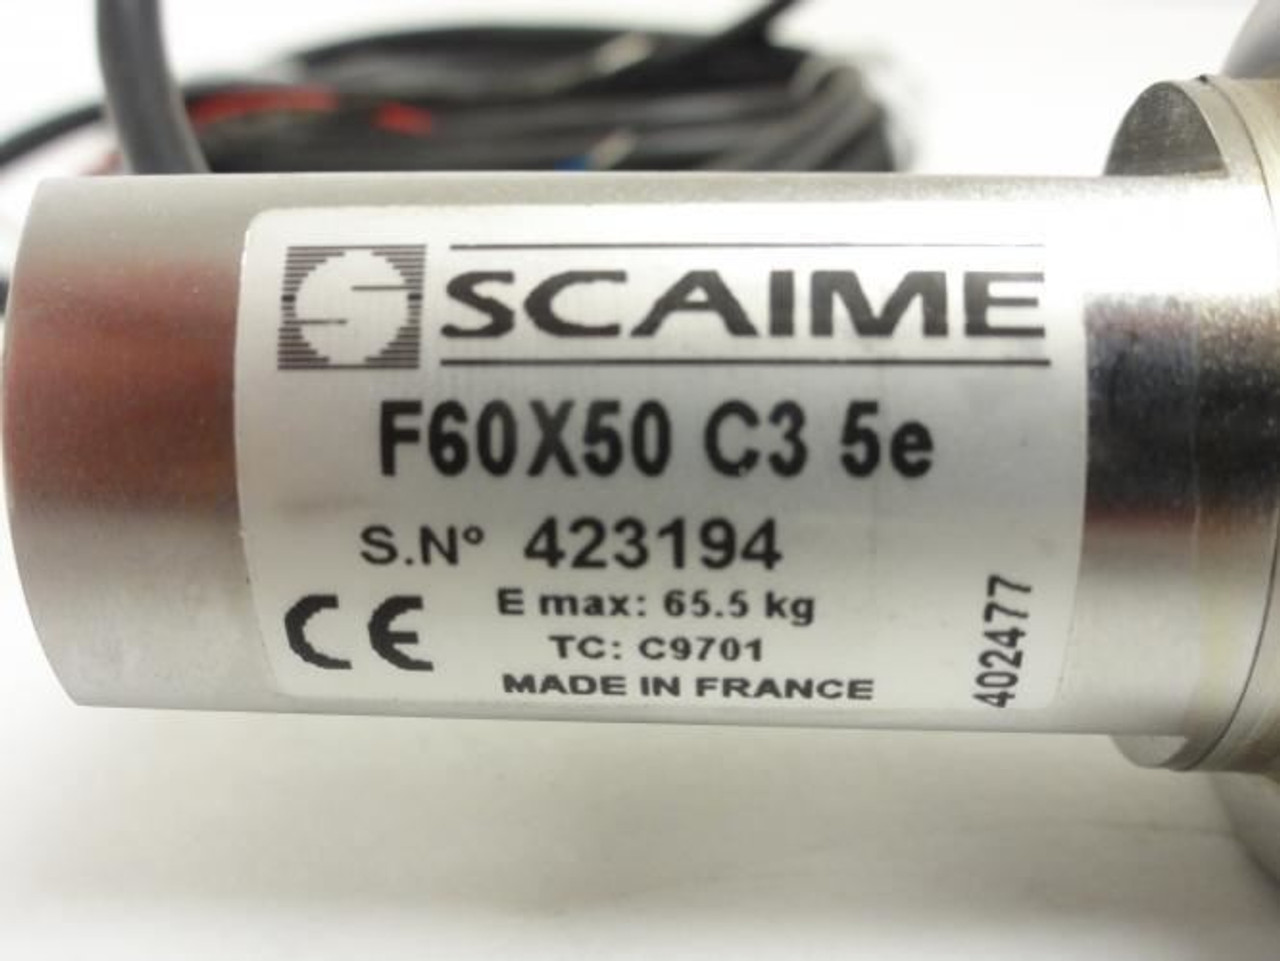 SCAIME
F60X50 C3 5e
S.N° 423194
E max: 65.5 kg
TC: C9701
MADE IN FRANCE
CE
402477